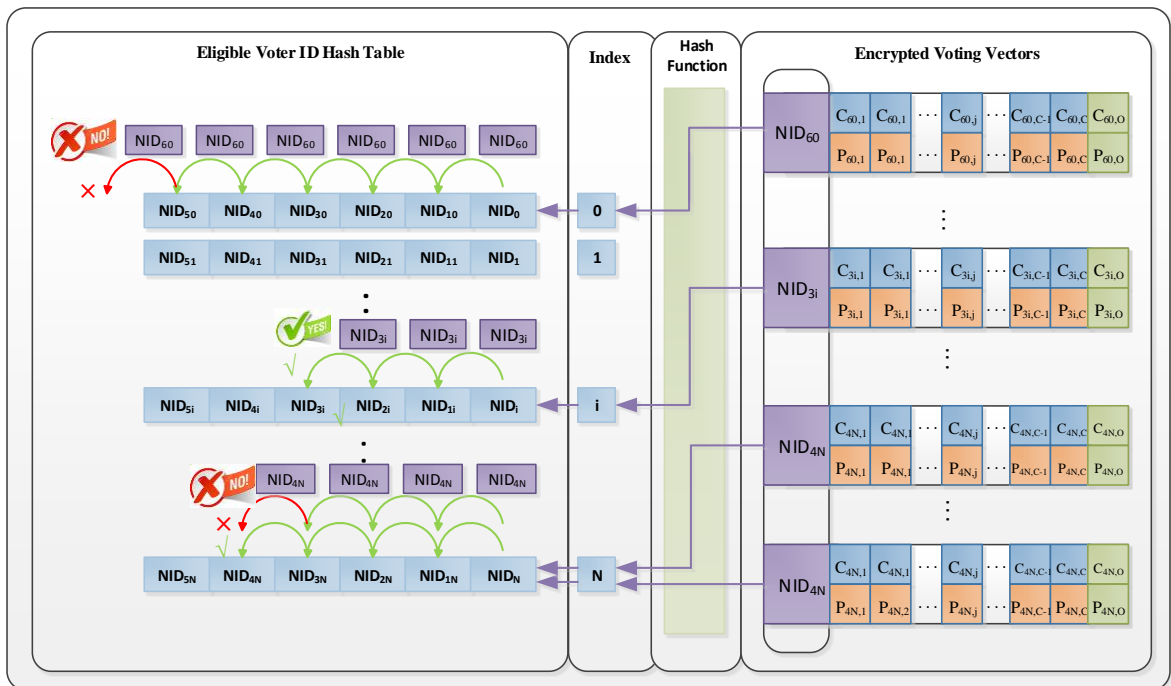 Eligible Voter ID Hash Table
Index
Hash
Function
Encrypted Voting Vectors
NO!
NID60 NID60 NID60 NID60 NID60 NID60
×
NID50 NID40 NID30 NID20 NID10 NID0
0
NID51 NID41 NID31 NID21 NID11 NID1
1
YES!
NID3i NID3i NID3i
√
NID5i NID4i NID3i NID2i NID1i NIDi
√
i
NO!
NID4N NID4N NID4N NID4N
×
√
NID5N NID4N NID3N NID2N NID1N NIDN
N
NID60
C60,1 C60,1 ··· C60,j ··· C60,C-1 C60,C C60,O
P60,1 P60,1 ··· P60,j ··· P60,C-1 P60,C P60,O
NID3i
C3i,1 C3i,1 ··· C3i,j ··· C3i,C-1 C3i,C C3i,O
P3i,1 P3i,1 ··· P3i,j ··· P3i,C-1 P3i,C P3i,O
NID4N
C4N,1 C4N,1 ··· C4N,j ··· C4N,C-1 C4N,C C4N,O
P4N,1 P4N,1 ··· P4N,j ··· P4N,C-1 P4N,C P4N,O
NID4N
C4N,1 C4N,1 ··· C4N,j ··· C4N,C-1 C4N,C C4N,O
P4N,1 P4N,2 ··· P4N,j ··· P4N,C-1 P4N,C P4N,O